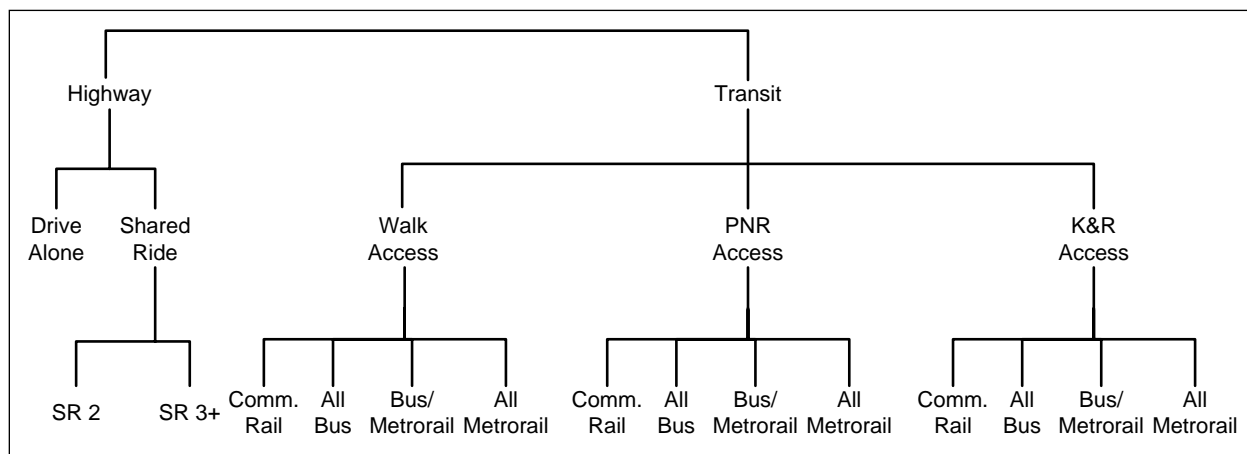 Highway
Transit
Drive
Alone
Shared
Ride
Walk
Access
PNR
Access
K&R
Access
SR 2
SR 3+
Comm.
Rail
All
Bus
Bus/
Metrorail
All
Metrorail
Comm.
Rail
All
Bus
Bus/
Metrorail
All
Metrorail
Comm.
Rail
All
Bus
Bus/
Metrorail
All
Metrorail